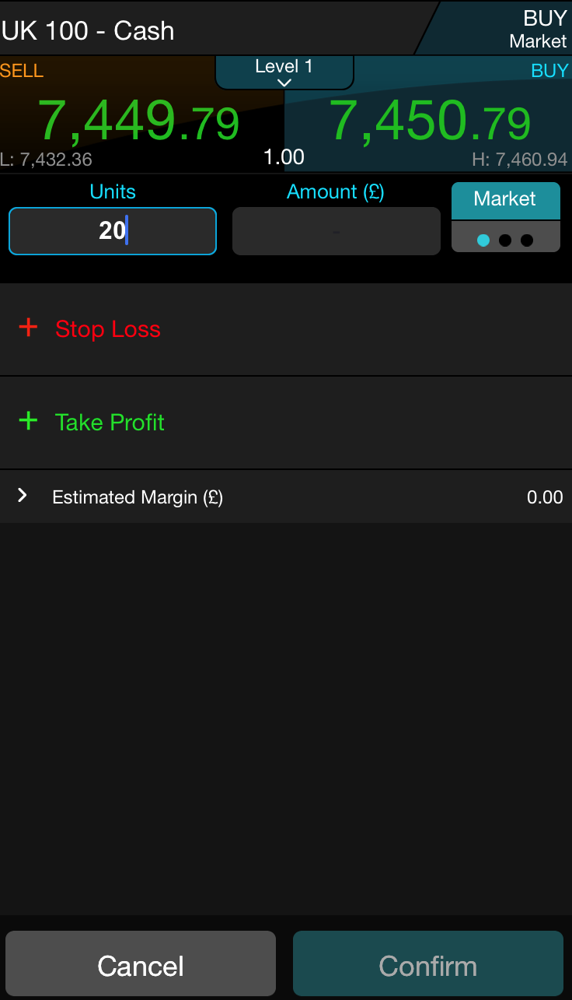 UK 100 - Cash
BUY
Market
SELL
Level 1
BUY
7,449.79
7,450.79
L: 7,432.36
1.00
H: 7,460.94
Units
Amount (£)
Market
20
-
+ Stop Loss
+ Take Profit
Estimated Margin (£)
0.00
Cancel
Confirm